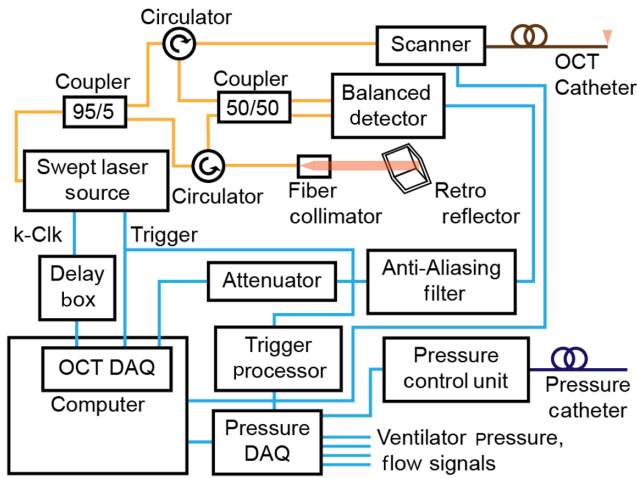 Circulator
Scanner
OCT
Catheter
Coupler
95/5
Coupler
50/50
Balanced
detector
Swept laser
source
Circulator
Fiber
collimator
Retro
reflector
k-Clk
Trigger
Delay
box
Attenuator
Anti-Aliasing
filter
OCT DAQ
Computer
Trigger
processor
Pressure
control unit
Pressure
catheter
Pressure
DAQ
Ventilator Pressure,
flow signals